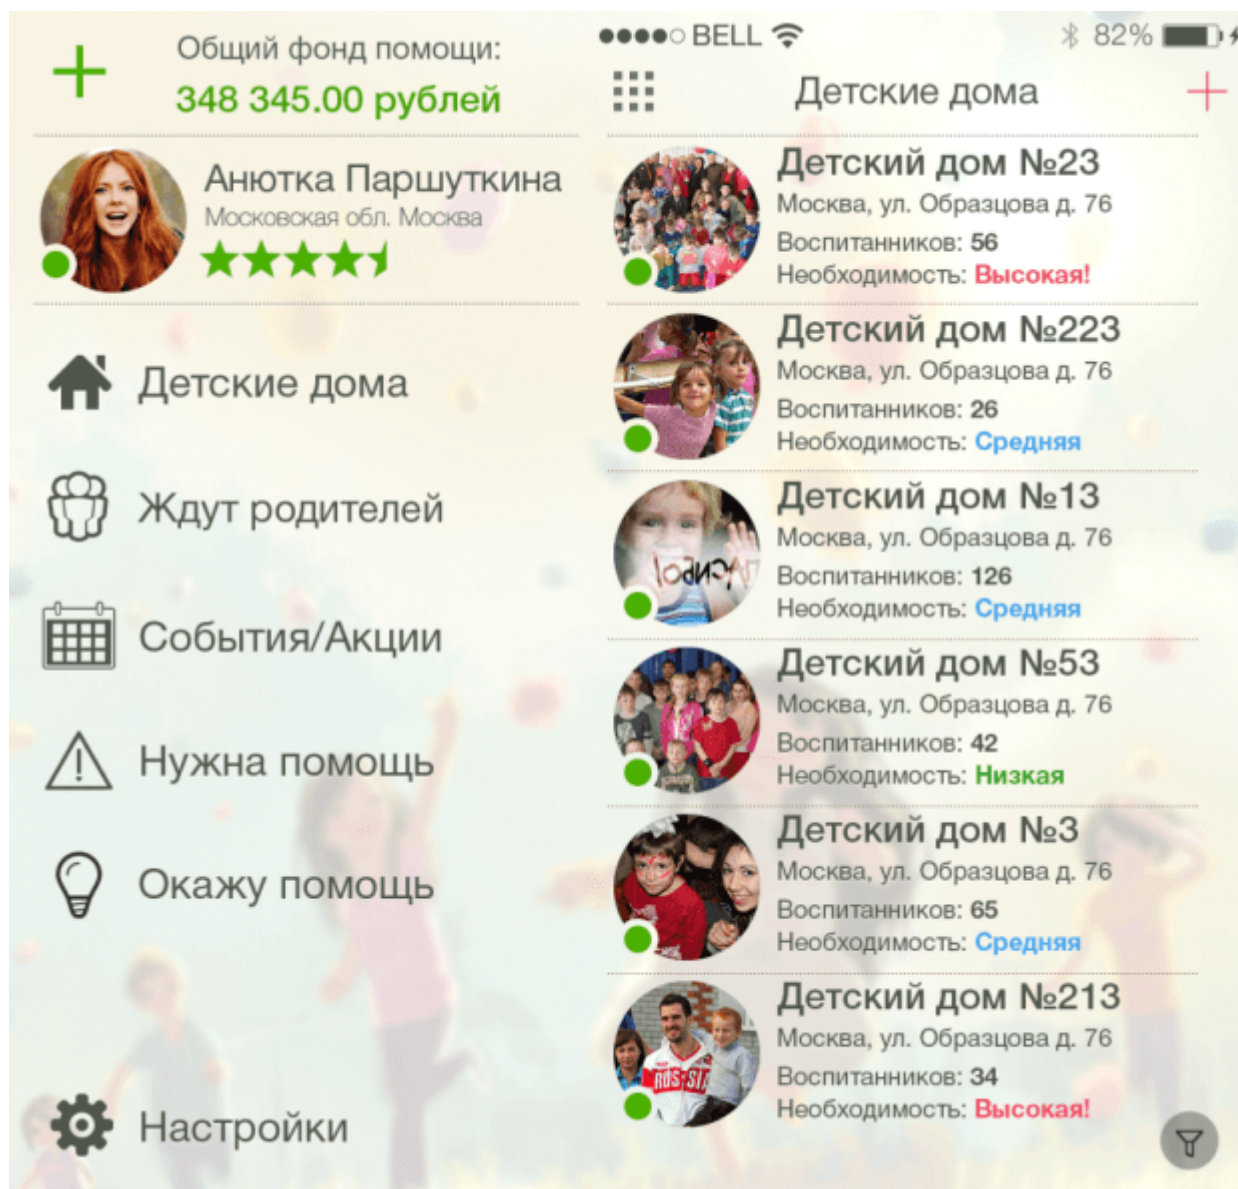 Общий фонд помощи:
348 345.00 рублей
Анютка Паршуткина
Московская обл. Москва
Детские дома
Ждут родителей
События/Акции
Нужна помощь
Окажу помощь
Настройки
BELL 82%
Детские дома
Детский дом №23
Москва, ул. Образцова д. 76
Воспитанников: 56
Необходимость: Высокая!
Детский дом №223
Москва, ул. Образцова д. 76
Воспитанников: 26
Необходимость: Средняя
Детский дом №13
Москва, ул. Образцова д. 76
Воспитанников: 126
Необходимость: Средняя
Детский дом №53
Москва, ул. Образцова д. 76
Воспитанников: 42
Необходимость: Низкая
Детский дом №3
Москва, ул. Образцова д. 76
Воспитанников: 65
Необходимость: Средняя
Детский дом №213
RUSSIA
Москва, ул. Образцова д. 76
Воспитанников: 34
Необходимость: Высокая!